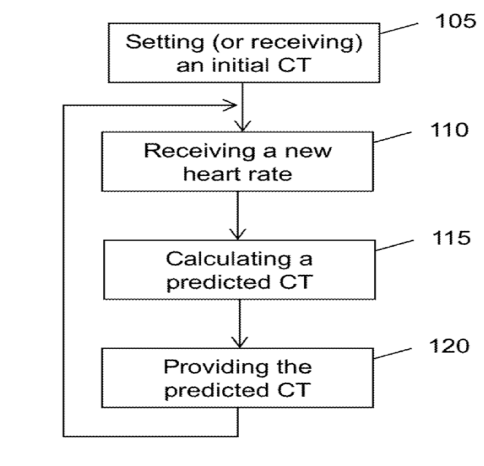 105
Setting (or receiving)
an initial CT
110
Receiving a new
heart rate
115
Calculating a
predicted CT
120
Providing the
predicted CT